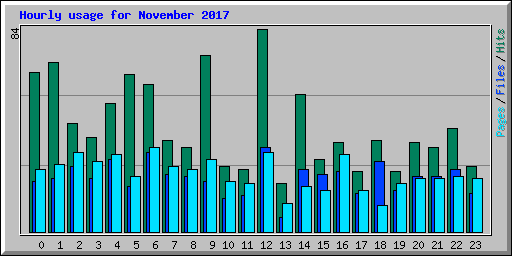 Hourly usage for November 2017
84
Pages / Files / Hits
0 1 2 3 4 5 6 7 8 9 10 11 12 13 14 15 16 17 18 19 20 21 22 23